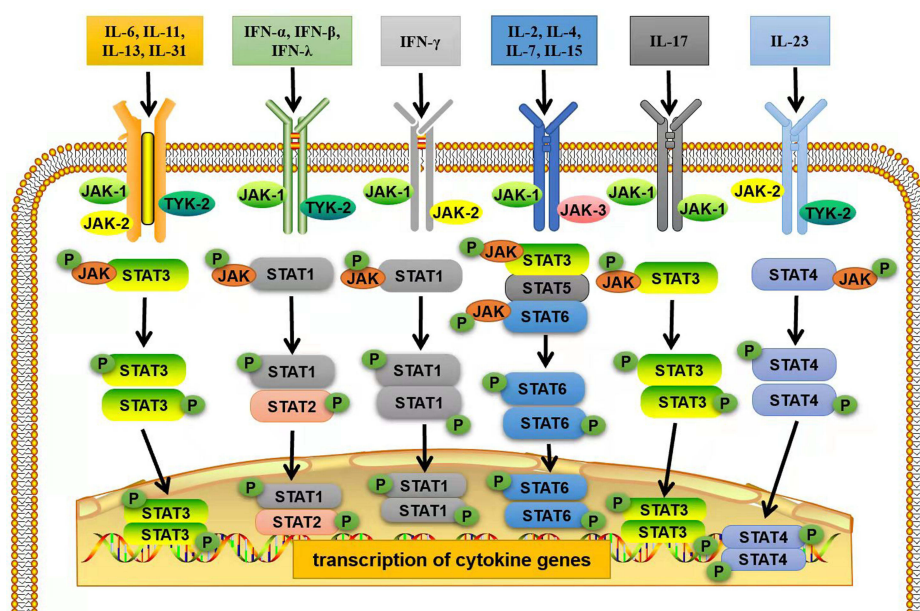 IL-6, IL-11,
IL-13, IL-31
IFN-α, IFN-β,
IFN-λ
IFN-γ
IL-2, IL-4,
IL-7, IL-15
IL-17
IL-23
JAK-1
JAK-2
TYK-2
JAK-1
TYK-2
JAK-1
JAK-2
JAK-1
JAK-3
JAK-1
JAK-1
JAK-2
TYK-2
P
JAK
STAT3
P
JAK
STAT1
P
JAK
STAT1
P
JAK
STAT3
STAT5
JAK
STAT6
P
P
JAK
STAT3
STAT4
JAK
P
P
STAT3
STAT3
P
P
STAT1
STAT2
P
P
STAT1
STAT1
P
P
STAT6
STAT6
P
P
STAT3
STAT3
P
P
STAT4
STAT4
P
P
STAT3
STAT3
P
P
STAT1
STAT2
P
P
STAT1
STAT1
P
P
STAT6
STAT6
P
P
STAT3
STAT3
P
STAT4
P
STAT4
P
transcription of cytokine genes